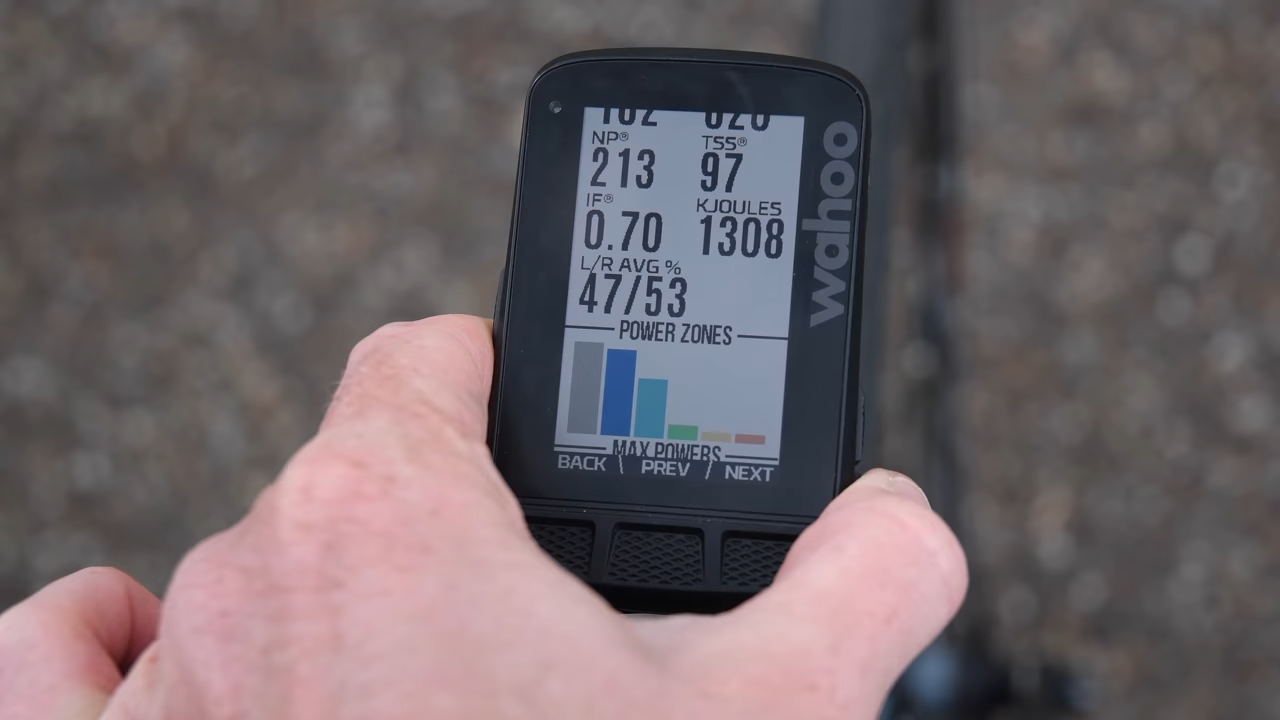 NP® TSS®
213 97
IF® KJOULES
0.70 1308
L/R AVG %
47/53
POWER ZONES
MAX POWERS
BACK PREV NEXT
wahoo